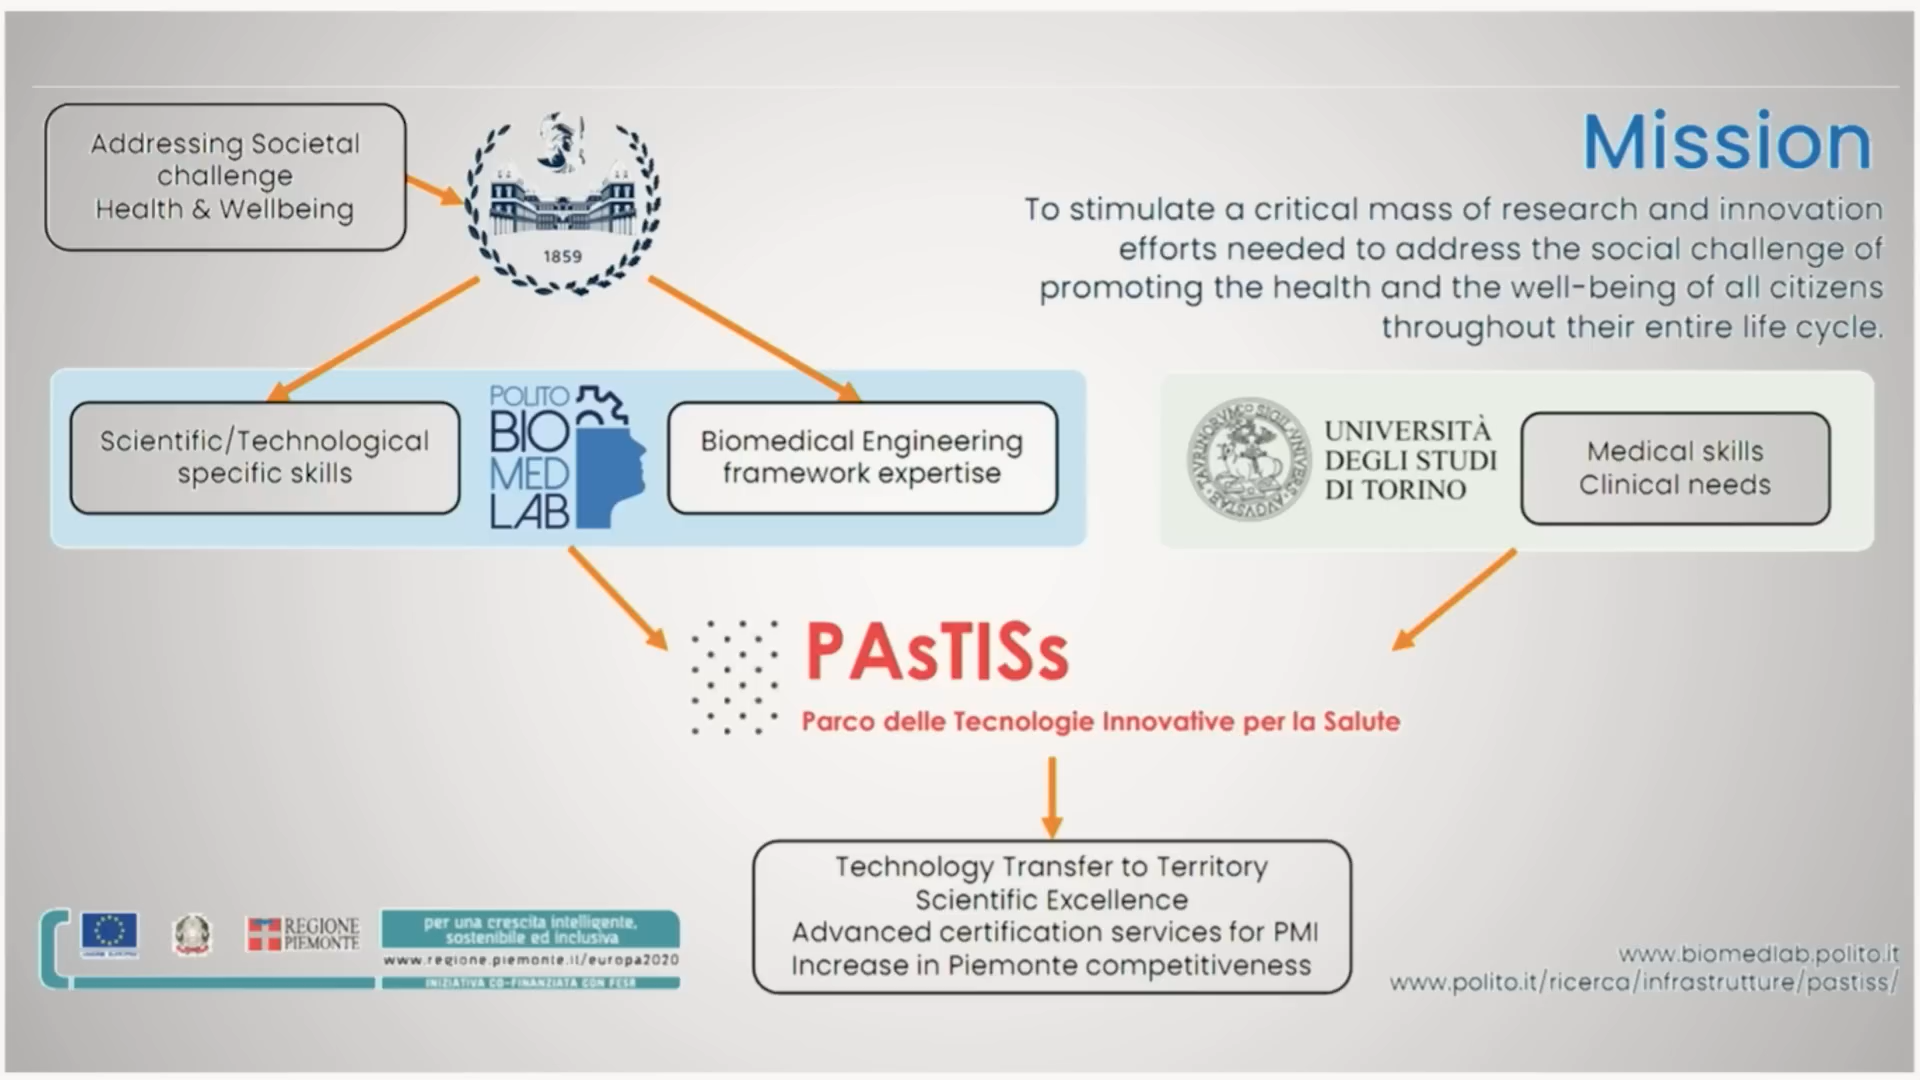 Addressing Societal
challenge
Health & Wellbeing
1859
Mission
To stimulate a critical mass of research and innovation
efforts needed to address the social challenge of
promoting the health and the well-being of all citizens
throughout their entire life cycle.
Scientific/Technological
specific skills
POLITO
BIO
MED
LAB
Biomedical Engineering
framework expertise
UNIVERSITÀ
DEGLI STUDI
DI TORINO
Medical skills
Clinical needs
PAsTISs
Parco delle Tecnologie Innovative per la Salute
Technology Transfer to Territory
Scientific Excellence
Advanced certification services for PMI
Increase in Piemonte competitiveness
REGIONE
PIEMONTE
per una crescita intelligente,
sostenibile ed inclusiva
www.regione.piemonte.it/europa2020
INIZIATIVA CO-FINANZIATA CON FESR
www.biomedlab.polito.it
www.polito.it/ricerca/infrastrutture/pastiss/